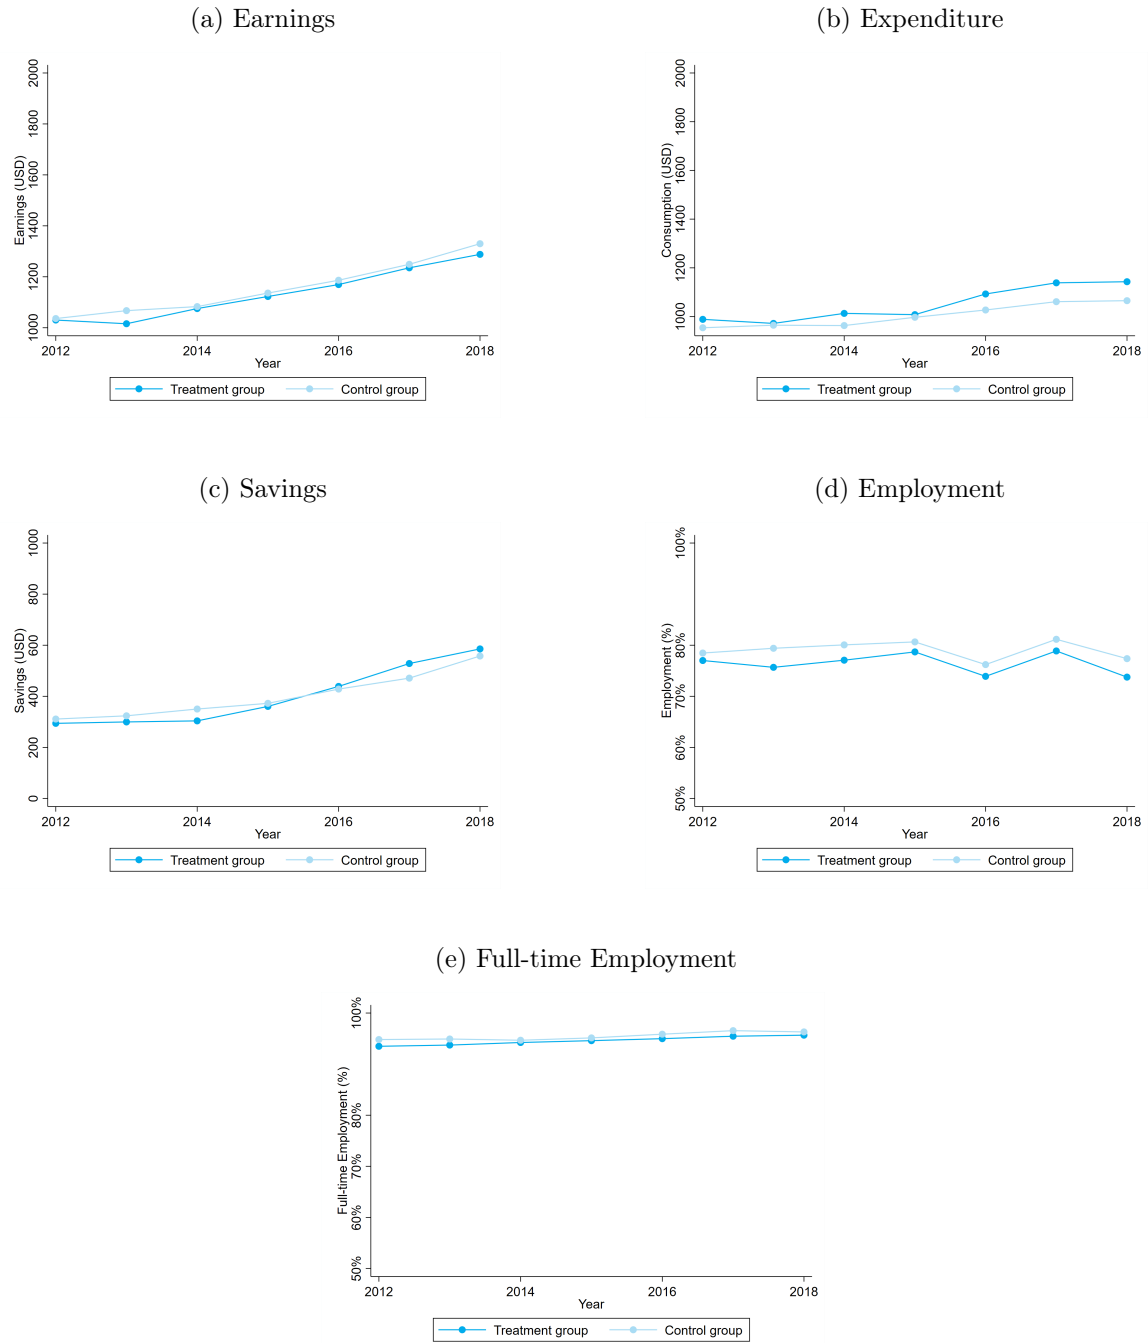 (a) Earnings
Earnings (USD)
2000
1800
1600
1400
1200
1000
2012 2014 2016 2018
Year
Treatment group Control group
(b) Expenditure
Consumption (USD)
2000
1800
1600
1400
1200
1000
2012 2014 2016 2018
Year
Treatment group Control group
(c) Savings
Savings (USD)
1000
800
600
400
200
0
2012 2014 2016 2018
Year
Treatment group Control group
(d) Employment
Employment (%)
100%
80%
70%
60%
50%
2012 2014 2016 2018
Year
Treatment group Control group
(e) Full-time Employment
Full-time Employment (%)
100%
80%
70%
60%
50%
2012 2014 2016 2018
Year
Treatment group Control group